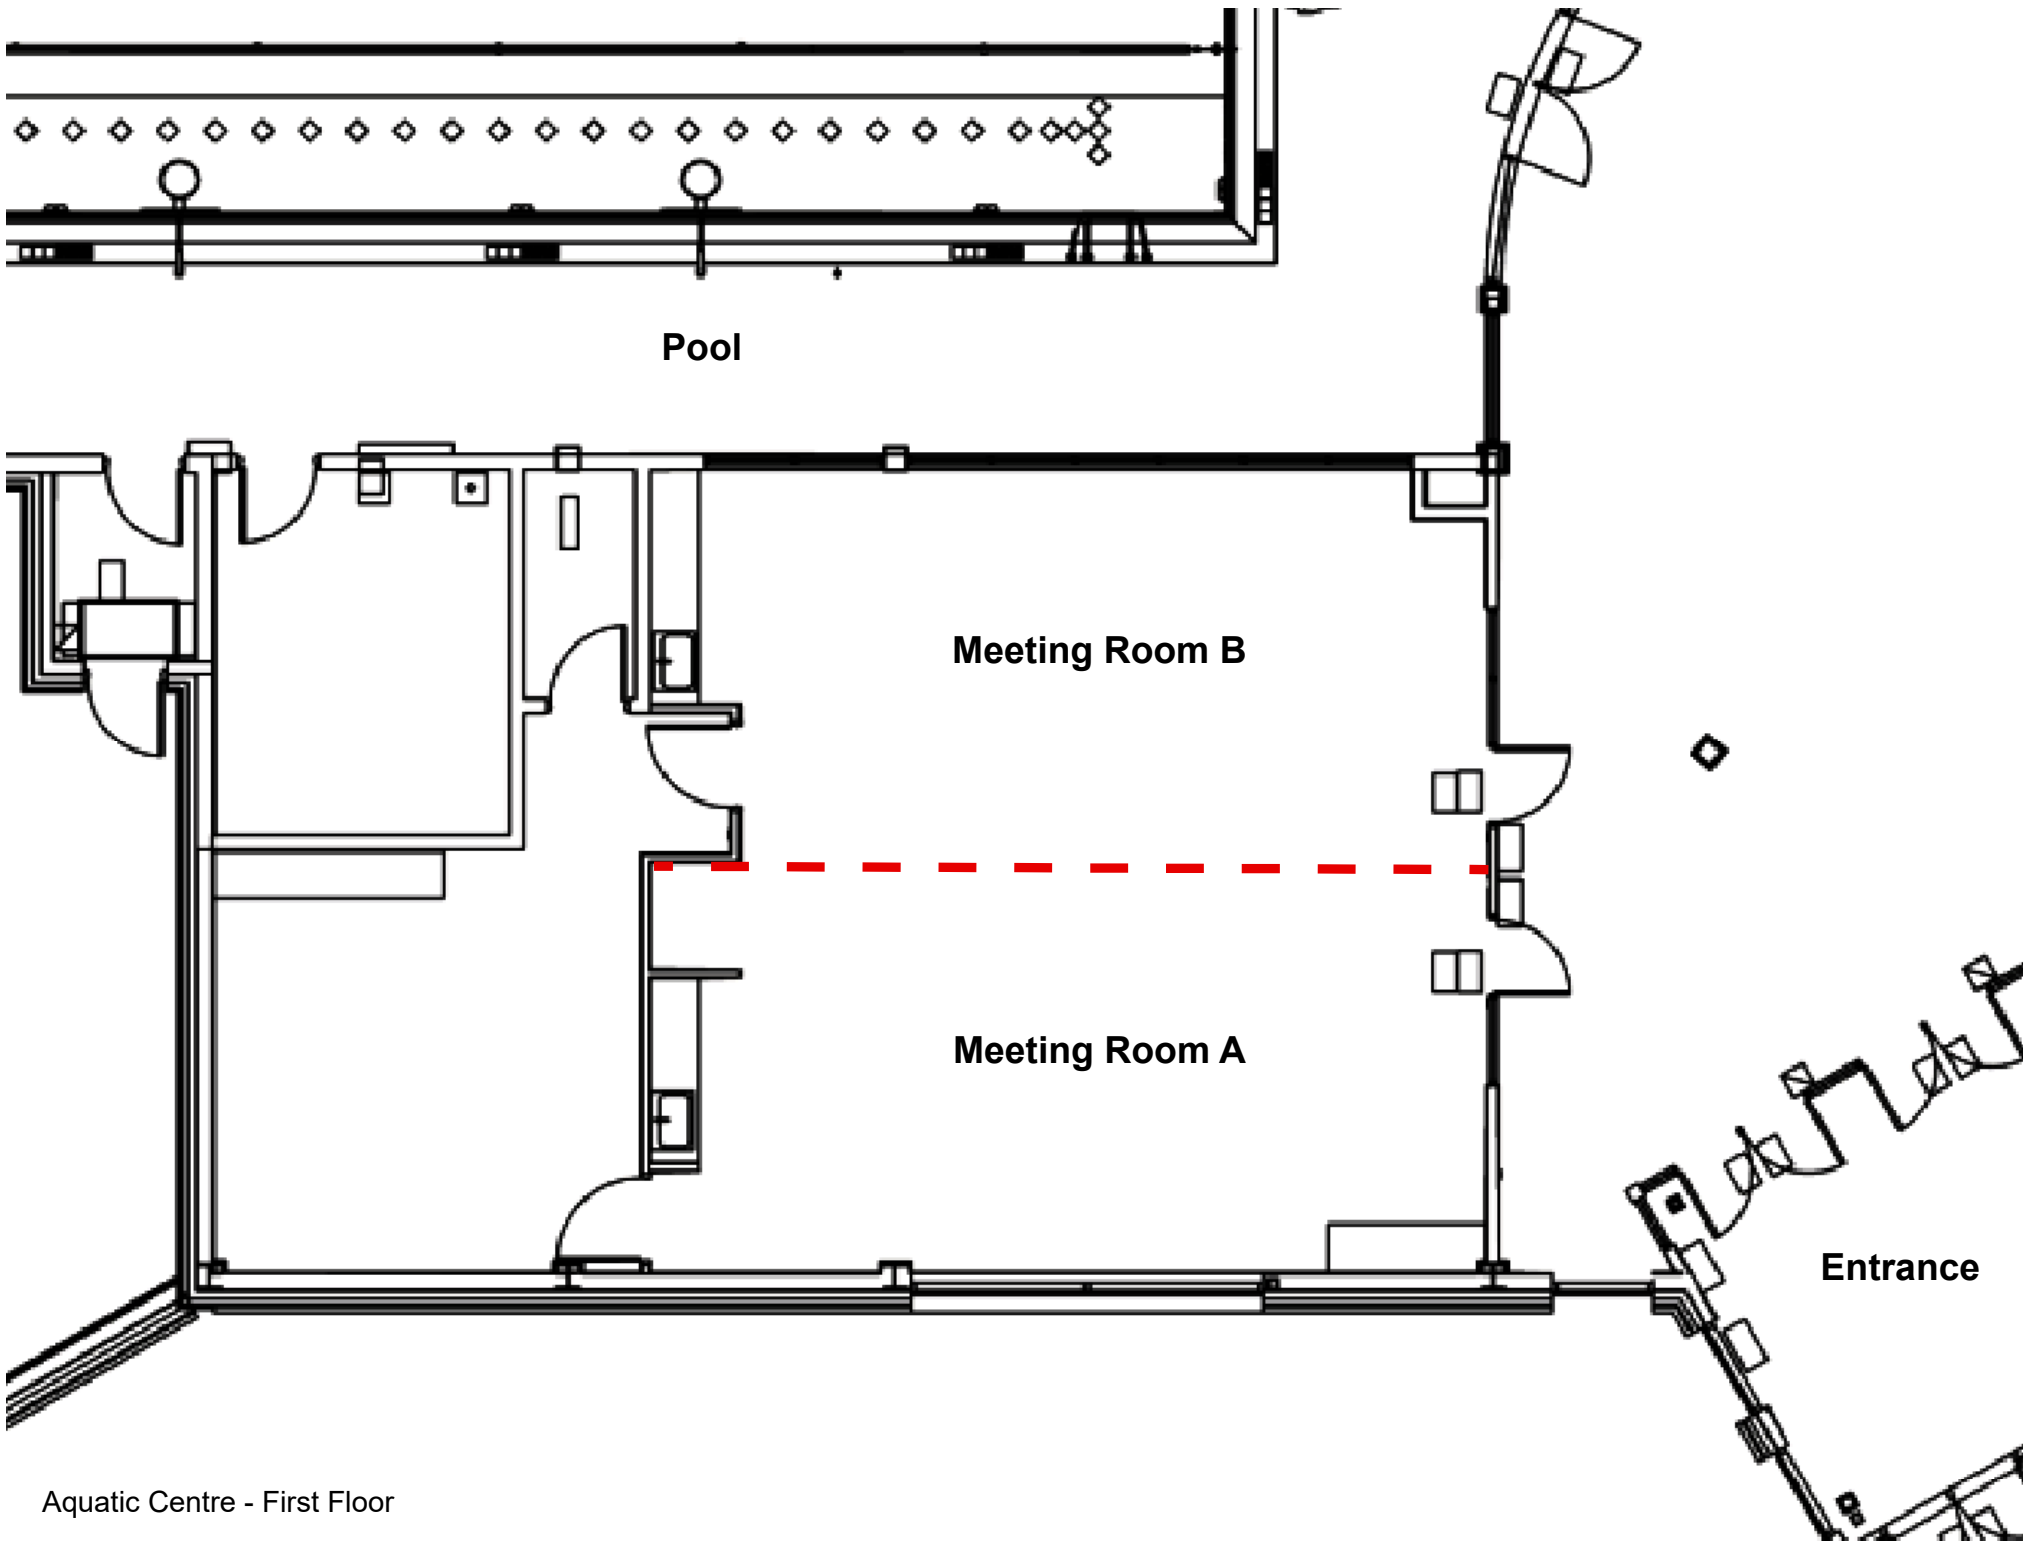 Pool
Meeting Room B
Meeting Room A
Entrance
Aquatic Centre - First Floor